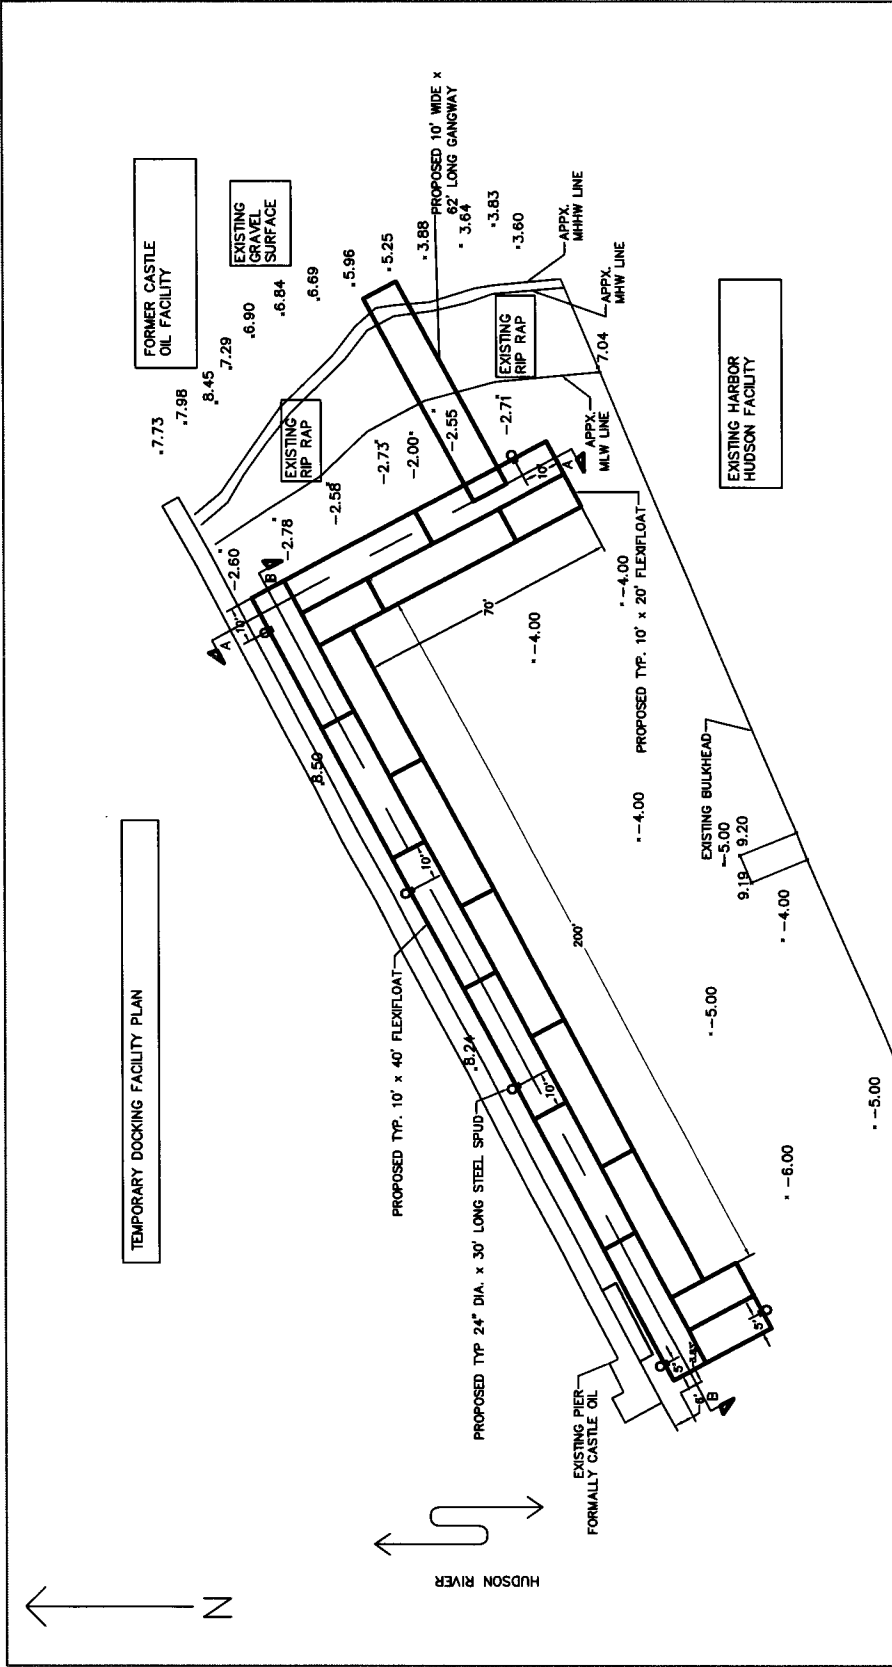 TEMPORARY DOCKING FACILITY PLAN
FORMER CASTLE
OIL FACILITY
EXISTING
GRAVEL
SURFACE
7.73
7.98
8.45
7.29
6.90
6.84
6.69
5.96
5.25
3.88
3.64
3.83
3.60
PROPOSED 10' WIDE x
62' LONG GANGWAY
APPX.
MHHW LINE
APPX.
MHW LINE
EXISTING
RIP RAP
EXISTING
RIP RAP
7.04
APPX.
MLW LINE
-2.60
-2.78
-2.58
-2.73
-2.00
-2.55
-2.71
A
B
10'
10'
A
EXISTING HARBOR
HUDSON FACILITY
8.50
70'
-4.00
-4.00
-4.00
PROPOSED TYP. 10' x 20' FLEXIFLOAT
EXISTING BULKHEAD
-5.00
9.19
9.20
-4.00
PROPOSED TYP. 10' x 40' FLEXIFLOAT
10'
200'
8.24
10'
PROPOSED TYP 24" DIA. x 30' LONG STEEL SPUD
-5.00
-5.00
-6.00
EXISTING PIER
FORMALLY CASTLE OIL
5'
6'
B
5'
HUDSON RIVER
N